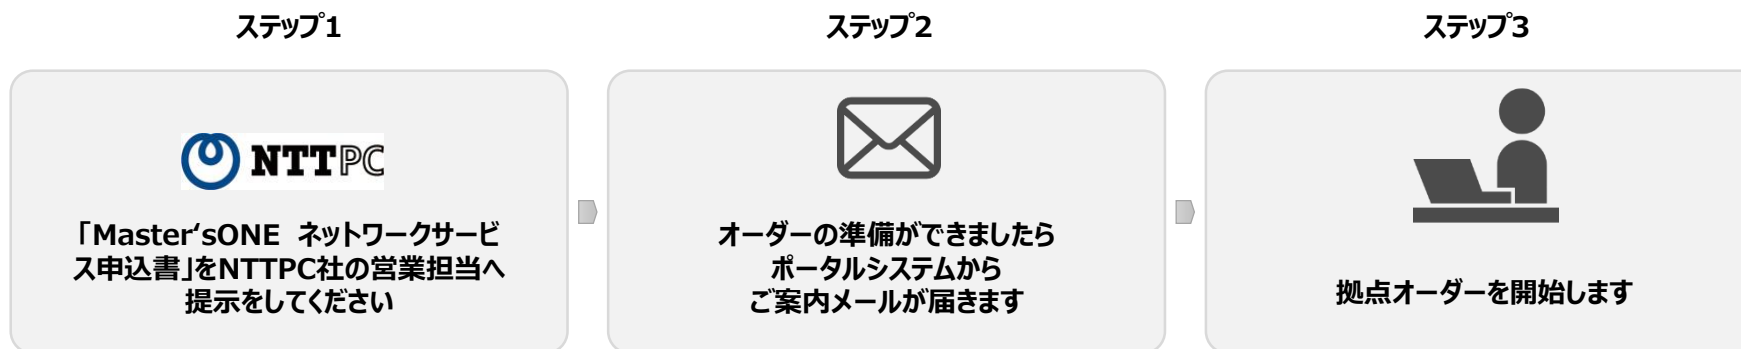 ステップ1
ステップ2
ステップ3
NTTPC
「Master‘sONE ネットワークサービ
ス申込書」をNTTPC社の営業担当へ
提示をしてください
オーダーの準備ができましたら
ポータルシステムから
ご案内メールが届きます
拠点オーダーを開始します